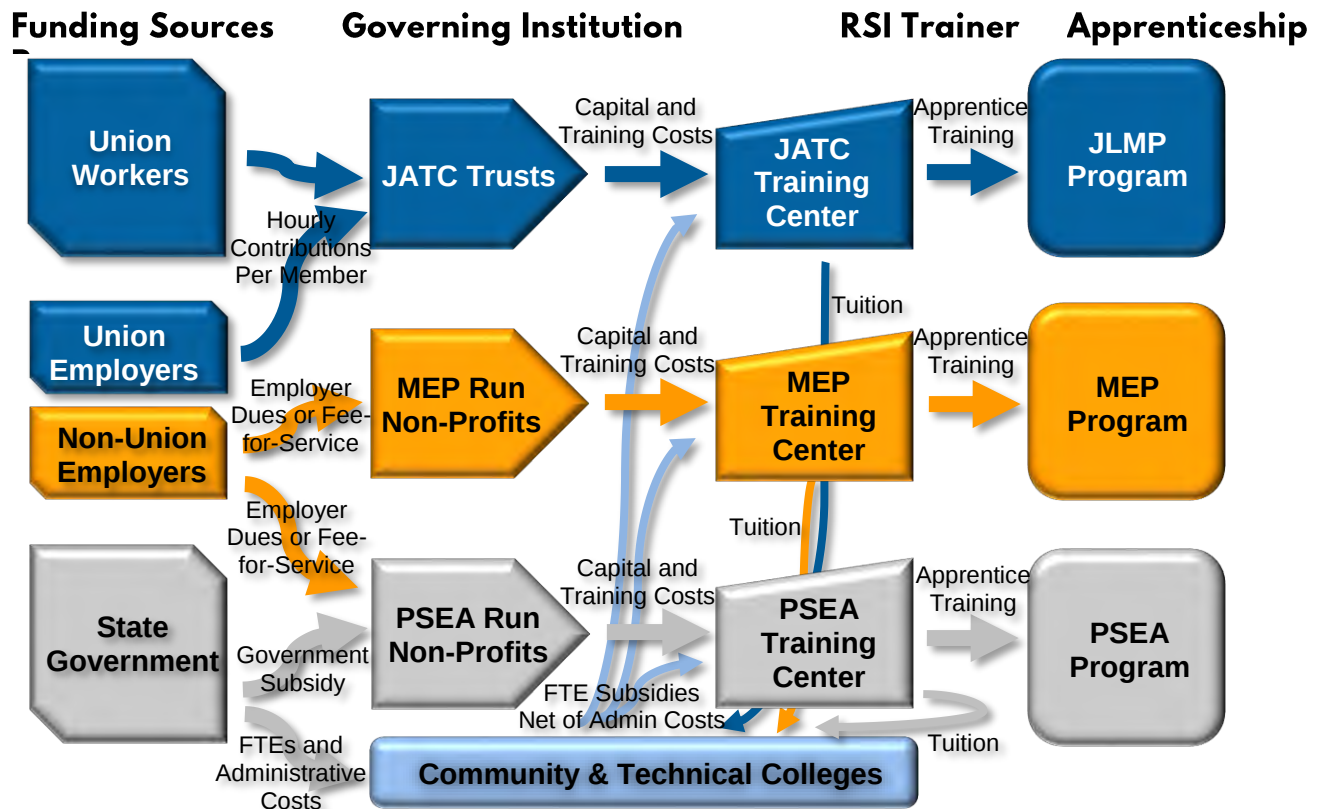 Funding Sources
Governing Institution
RSI Trainer
Apprenticeship
Union
Workers
Hourly
Contributions
Per Member
JATC Trusts
Capital and
Training Costs
JATC
Training
Center
Apprentice
Training
JLMP
Program
Union
Employers
Tuition
Non-Union
Employers
Employer
Dues or Fee-
for-Service
MEP Run
Non-Profits
Capital and
Training Costs
MEP
Training
Center
Apprentice
Training
MEP
Program
Employer
Dues or Fee-
for-Service
Tuition
State
Government
Government
Subsidy
PSEA Run
Non-Profits
Capital and
Training Costs
PSEA
Training
Center
Apprentice
Training
PSEA
Program
FTE Subsidies
Net of Admin Costs
Tuition
FTEs and
Administrative
Costs
Community & Technical Colleges